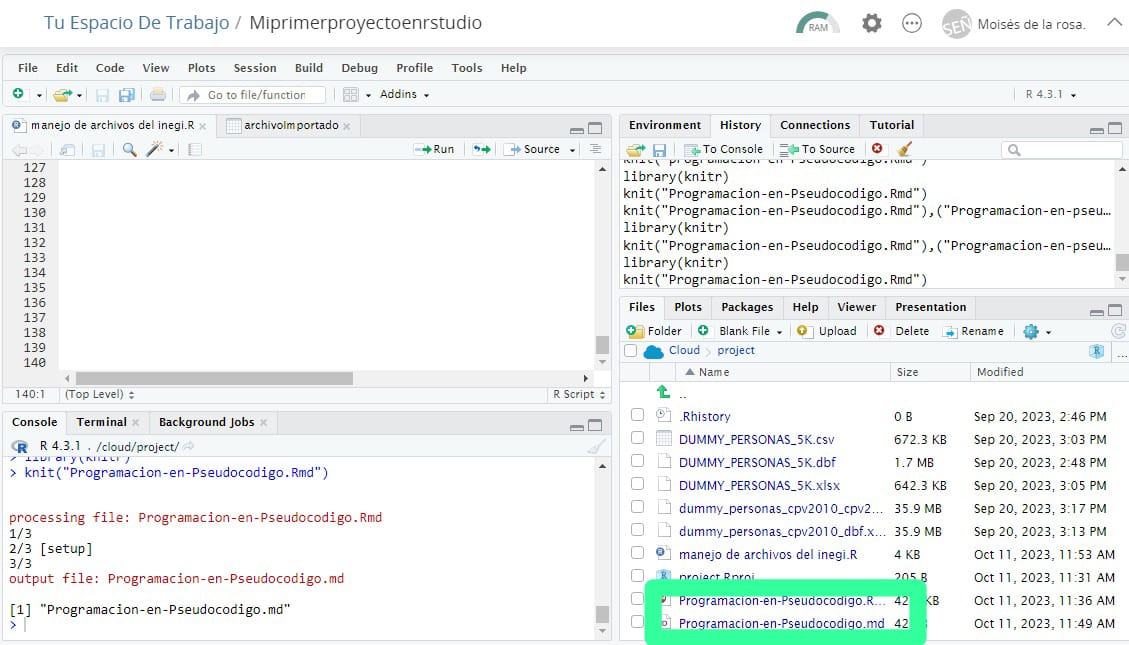 Tu Espacio De Trabajo / Miprimerproyectoenrstudio
RAM
SEÑ
Moisés de la rosa.
File Edit Code View Plots Session Build Debug Profile Tools Help
Go to file/function
Addins
R 4.3.1
manejo de archivos del inegi.R
archivoImportado
Run
Source
127
128
129
130
131
132
133
134
135
136
137
138
139
140
140:1 (Top Level) R Script
Console Terminal Background Jobs
R 4.3.1 . /cloud/project/
> library(knitr)
> knit("Programacion-en-Pseudocodigo.Rmd")
processing file: Programacion-en-Pseudocodigo.Rmd
1/3
2/3 [setup]
3/3
output file: Programacion-en-Pseudocodigo.md
[1] "Programacion-en-Pseudocodigo.md"
>
Environment History Connections Tutorial
To Console To Source
knit("programacion-en-Pseudocodigo.Rmd")
library(knitr)
knit("Programacion-en-Pseudocodigo.Rmd")
knit("Programacion-en-Pseudocodigo.Rmd"),("Programacion-en-pseu…
library(knitr)
knit("Programacion-en-Pseudocodigo.Rmd"),("Programacion-en-pseu…
library(knitr)
knit("Programacion-en-Pseudocodigo.Rmd")
Files Plots Packages Help Viewer Presentation
Folder Blank File Upload Delete Rename
Cloud project R ...
Name Size Modified
..
.Rhistory 0 B Sep 20, 2023, 2:46 PM
DUMMY_PERSONAS_5K.csv 672.3 KB Sep 20, 2023, 3:03 PM
DUMMY_PERSONAS_5K.dbf 1.7 MB Sep 20, 2023, 2:48 PM
DUMMY_PERSONAS_5K.xlsx 642.3 KB Sep 20, 2023, 3:05 PM
dummy_personas_cpv2010_cpv2... 35.9 MB Sep 20, 2023, 3:17 PM
dummy_personas_cpv2010_dbf.x... 35.9 MB Sep 20, 2023, 3:13 PM
manejo de archivos del inegi.R 4 KB Oct 11, 2023, 11:53 AM
project.Rproj 205 B Oct 11, 2023, 11:31 AM
Programacion-en-Pseudocodigo.R... KB Oct 11, 2023, 11:36 AM
Programacion-en-Pseudocodigo.md Oct 11, 2023, 11:49 AM